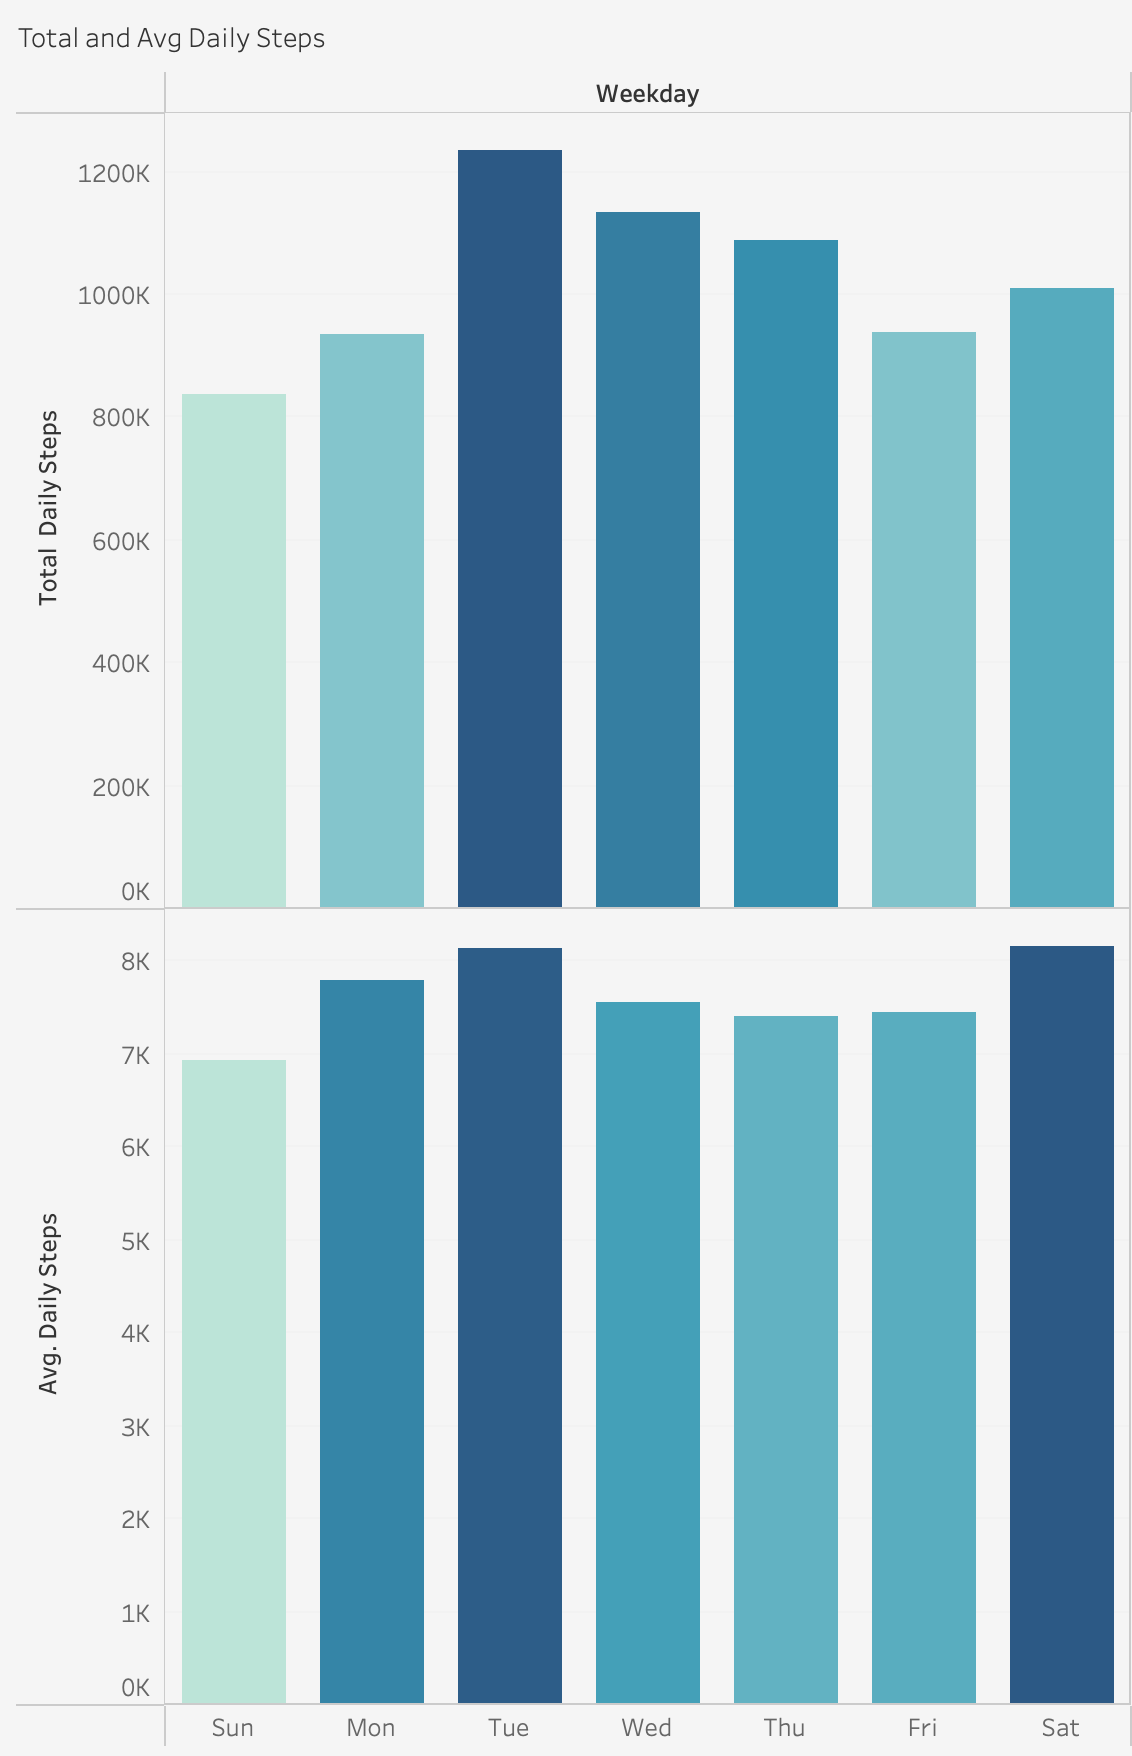 Total and Avg Daily Steps
Weekday
1200K
1000K
800K
600K
400K
200K
0K
Total Daily Steps
8K
7K
6K
5K
4K
3K
2K
1K
0K
Avg. Daily Steps
Sun Mon Tue Wed Thu Fri Sat